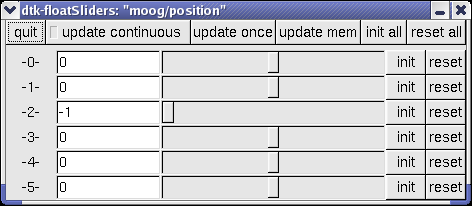 dtk-floatSliders: "moog/position"
quit update continuous update once update mem init all reset all
-0- 0 init reset
-1- 0 init reset
-2- -1 init reset
-3- 0 init reset
-4- 0 init reset
-5- 0 init reset